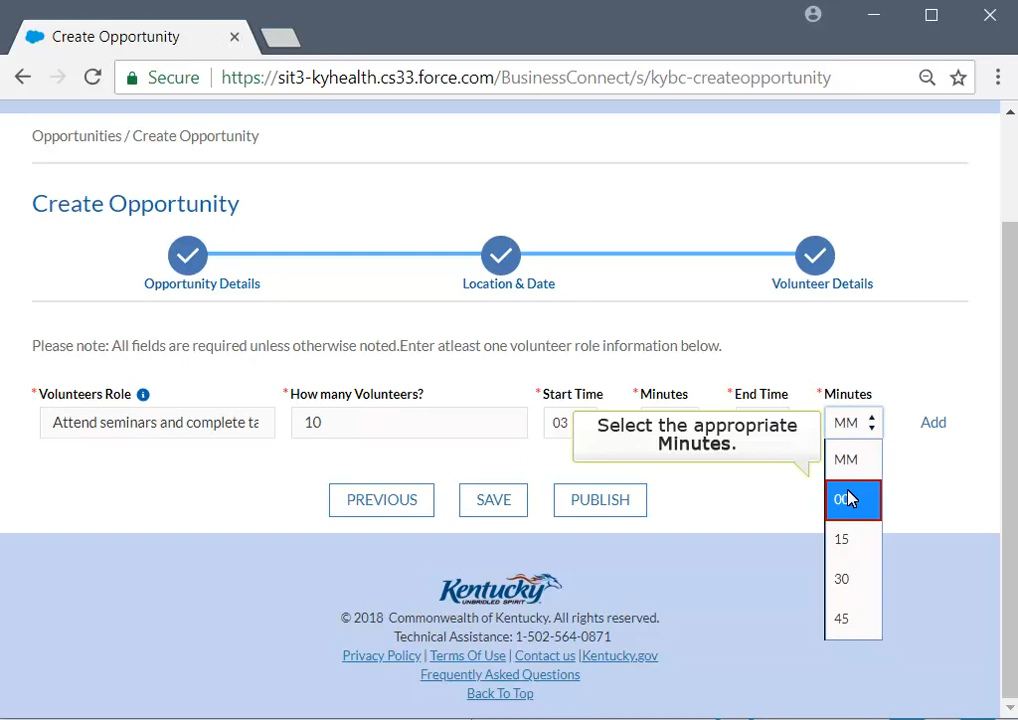 Create Opportunity
Secure https://sit3-kyhealth.cs33.force.com/BusinessConnect/s/kybc-createopportunity
Opportunities / Create Opportunity
Create Opportunity
Opportunity Details Location & Date Volunteer Details
Please note: All fields are required unless otherwise noted.Enter atleast one volunteer role information below.
*Volunteers Role *How many Volunteers? *Start Time *Minutes *End Time *Minutes
Attend seminars and complete ta 10 03 MM Add
Select the appropriate
Minutes.
MM
00
15
30
45
PREVIOUS SAVE PUBLISH
Kentucky
UNBRIDLED SPIRIT
© 2018 Commonwealth of Kentucky. All rights reserved.
Technical Assistance: 1-502-564-0871
Privacy Policy | Terms Of Use | Contact us |Kentucky.gov
Frequently Asked Questions
Back To Top